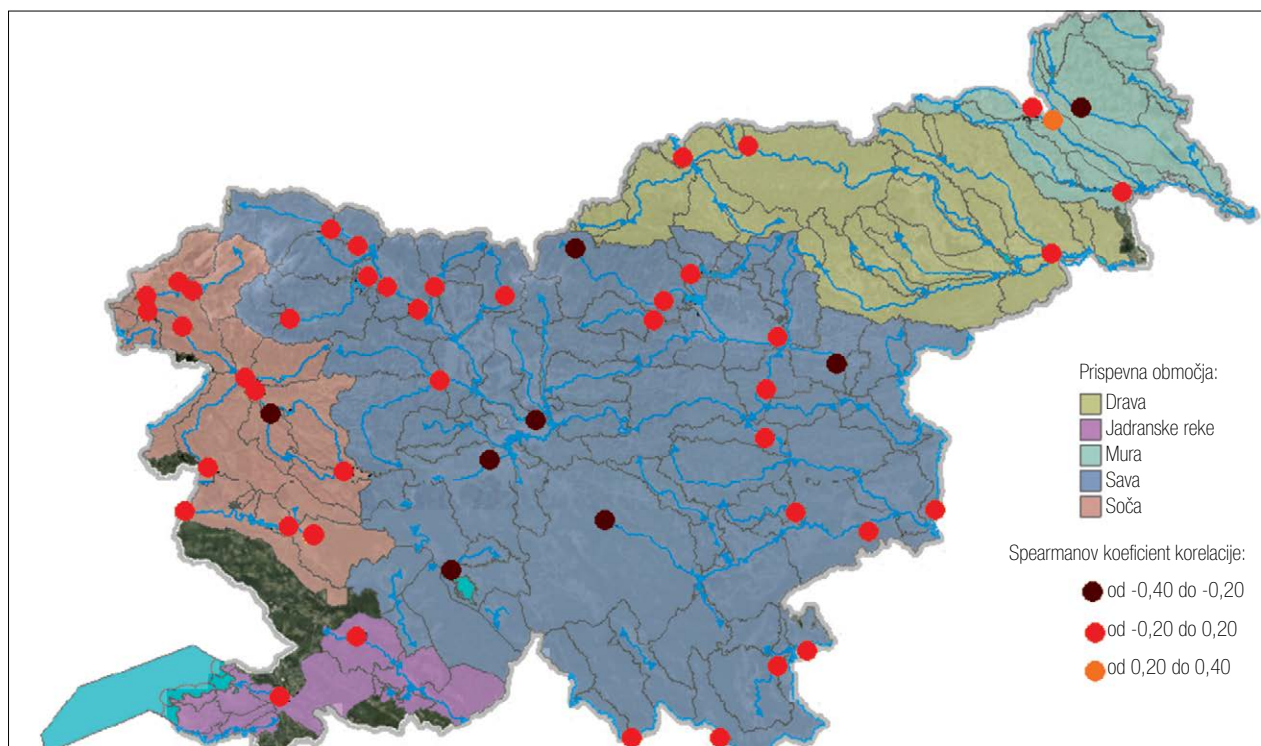 Prispevna območja:
Drava
Jadranske reke
Mura
Sava
Soča
Spearmanov koeficient korelacije:
od -0,40 do -0,20
od -0,20 do 0,20
od 0,20 do 0,40